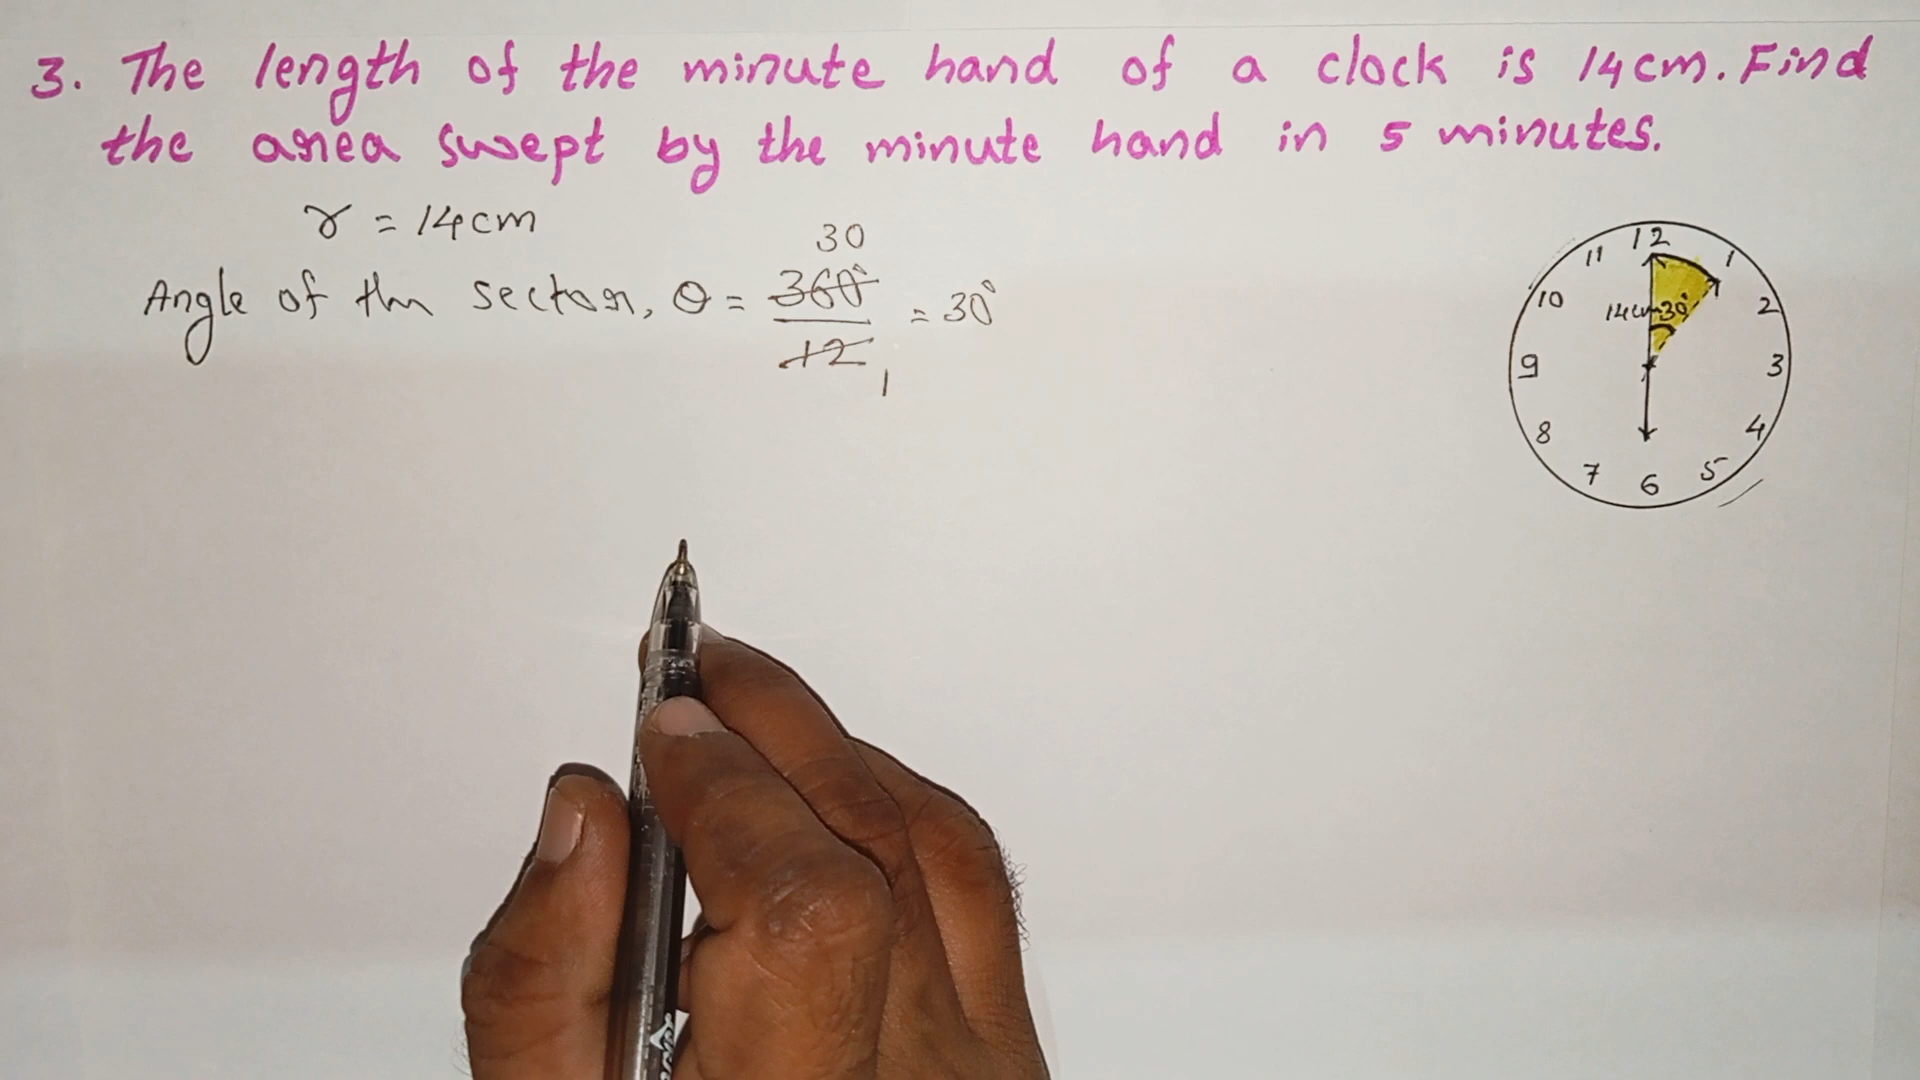 3. The length of the minute hand of a clock is 14cm. Find
the area swept by the minute hand in 5 minutes.
r = 14cm
30
Angle of the sector, θ = 360° = 30°
12
1
12
11 1
10 14cm 30° 2
9 3
8 4
7 5
6